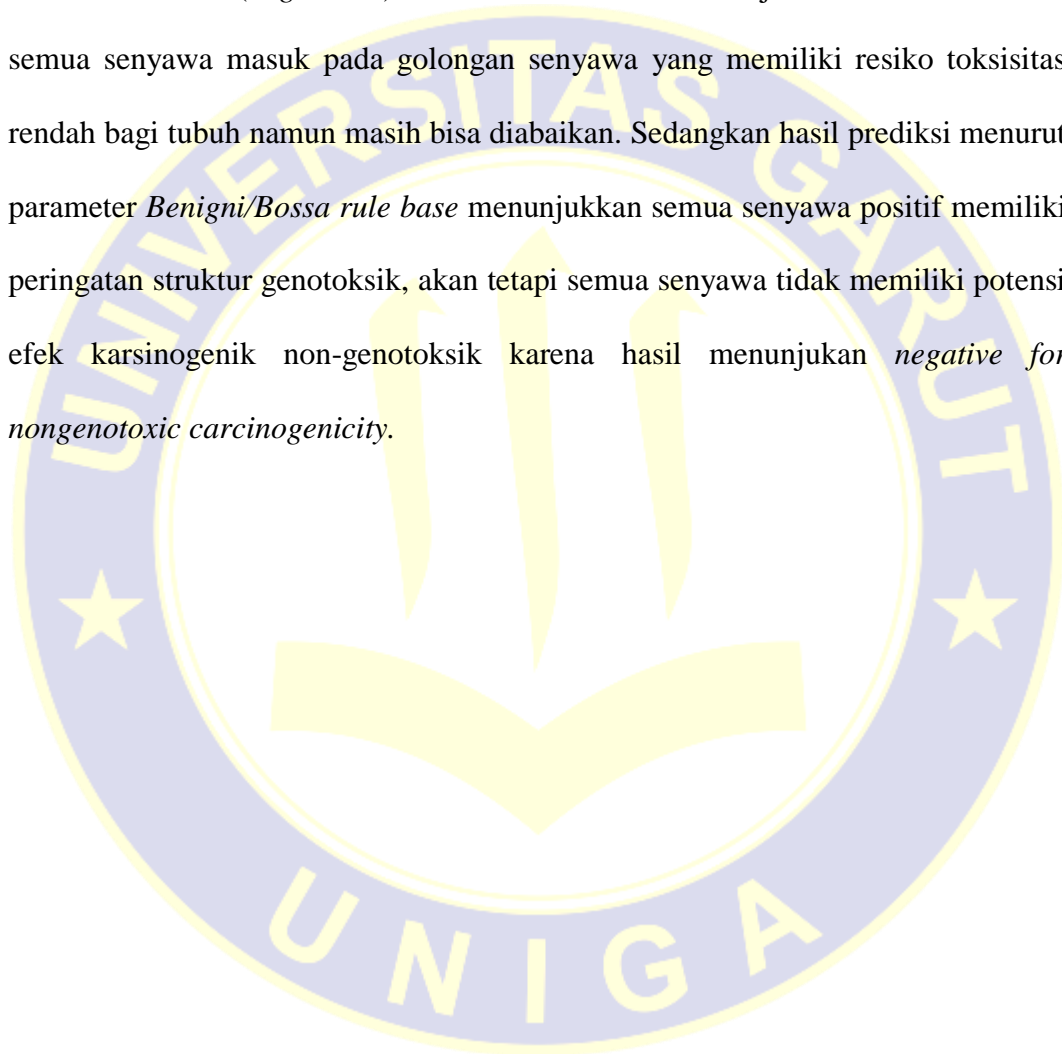 semua senyawa masuk pada golongan senyawa yang memiliki resiko toksisitas
rendah bagi tubuh namun masih bisa diabaikan. Sedangkan hasil prediksi menurut
parameter Benigni/Bossa rule base menunjukkan semua senyawa positif memiliki
peringatan struktur genotoksik, akan tetapi semua senyawa tidak memiliki potensi
efek karsinogenik non-genotoksik karena hasil menunjukan negative for
nongenotoxic carcinogenicity.
UNIVERSITAS GARUT
UNIGA